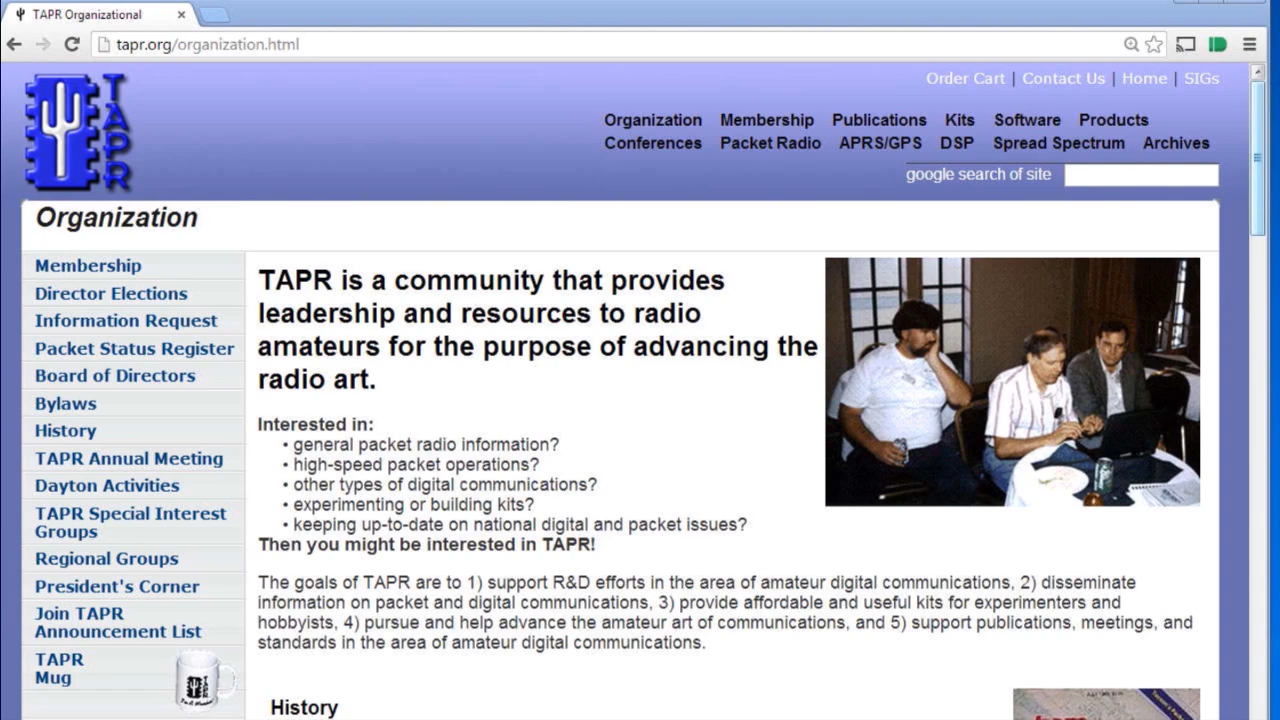 TAPR Organizational
tapr.org/organization.html
TAPR
Order Cart | Contact Us | Home | SIGs
Organization Membership Publications Kits Software Products
Conferences Packet Radio APRS/GPS DSP Spread Spectrum Archives
google search of site
Organization
Membership
Director Elections
Information Request
Packet Status Register
Board of Directors
Bylaws
History
TAPR Annual Meeting
Dayton Activities
TAPR Special Interest
Groups
Regional Groups
President's Corner
Join TAPR
Announcement List
TAPR
Mug
TAPR is a community that provides
leadership and resources to radio
amateurs for the purpose of advancing the
radio art.
Interested in:
• general packet radio information?
• high-speed packet operations?
• other types of digital communications?
• experimenting or building kits?
• keeping up-to-date on national digital and packet issues?
Then you might be interested in TAPR!
The goals of TAPR are to 1) support R&D efforts in the area of amateur digital communications, 2) disseminate
information on packet and digital communications, 3) provide affordable and useful kits for experimenters and
hobbyists, 4) pursue and help advance the amateur art of communications, and 5) support publications, meetings, and
standards in the area of amateur digital communications.
History